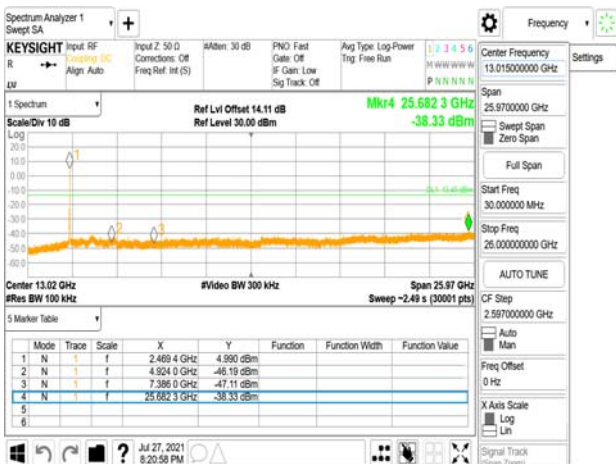 Spectrum Analyzer 1
Swept SA
Frequency
KEYSIGHT
R
Input: RF
Coupling: DC
Align: Auto
Input Z: 50 Ω
Corrections: Off
Freq Ref: Int (S)
#Atten: 30 dB
PNO: Fast
Gate: Off
IF Gain: Low
Sig Track: Off
Avg Type: Log-Power
Trig: Free Run
1 2 3 4 5 6
M W W W W W
P N N N N N
Center Frequency
13.015000000 GHz
Settings
Span
25.9700000 GHz
Swept Span
Zero Span
Full Span
Start Freq
30.000000 MHz
Stop Freq
26.000000000 GHz
AUTO TUNE
CF Step
2.597000000 GHz
Auto
Man
Freq Offset
0 Hz
X Axis Scale
Log
Lin
Signal Track
1 Spectrum
Scale/Div 10 dB
Log
Ref Lvl Offset 14.11 dB
Ref Level 30.00 dBm
Mkr4 25.682 3 GHz
-38.33 dBm
20.0
10.0
0.00
-10.0
-20.0
-30.0
-40.0
-50.0
-60.0
1
2
3
Center 13.02 GHz
#Res BW 100 kHz
#Video BW 300 kHz
Span 25.97 GHz
Sweep ~2.49 s (30001 pts)
5 Marker Table
Mode Trace Scale X Y Function Function Width Function Value
1 N 1 f 2.469 4 GHz 4.990 dBm
2 N 1 f 4.924 0 GHz -46.19 dBm
3 N 1 f 7.386 0 GHz -47.11 dBm
4 N 1 f 25.682 3 GHz -38.33 dBm
5
6
Jul 27, 2021
8:20:58 PM